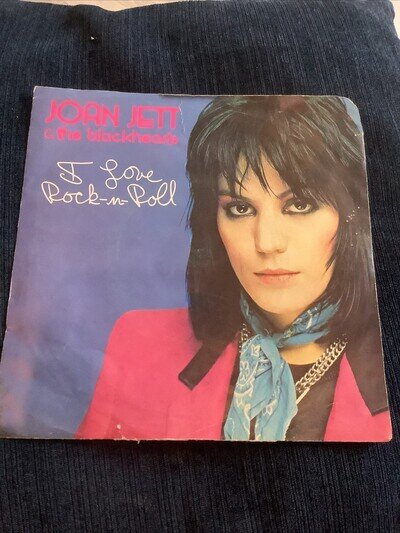 JOAN JETT
& the blackhearts
I Love
Rock-n-Roll